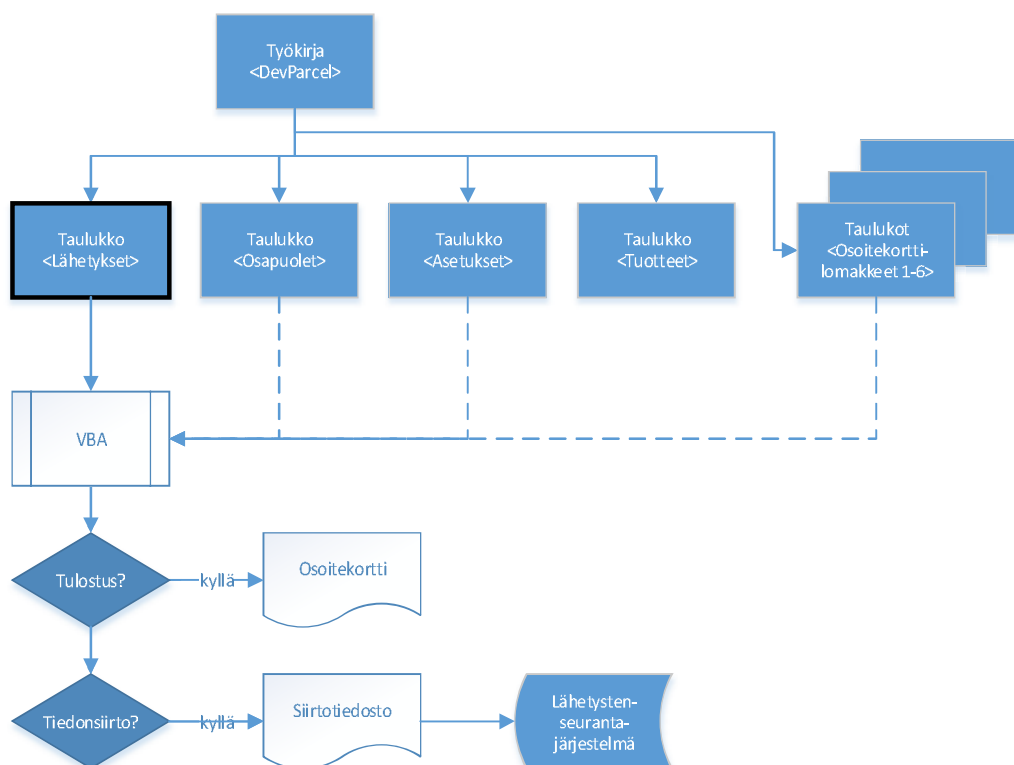 Työkirja
<DevParcel>
Taulukko
<Lähetykset>
Taulukko
<Osapuolet>
Taulukko
<Asetukset>
Taulukko
<Tuotteet>
Taulukot
<Osoitekortti-
lomakkeet 1-6>
VBA
Tulostus?
kyllä
Osoitekortti
Tiedonsiirto?
kyllä
Siirtotiedosto
Lähetysten-
seuranta-
järjestelmä